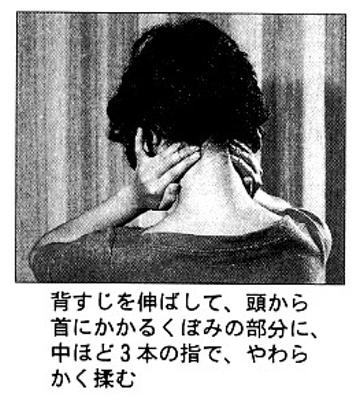 背すじを伸ばして、頭から
首にかかるくぼみの部分に、
中ほど3本の指で、やわら
かく揉む